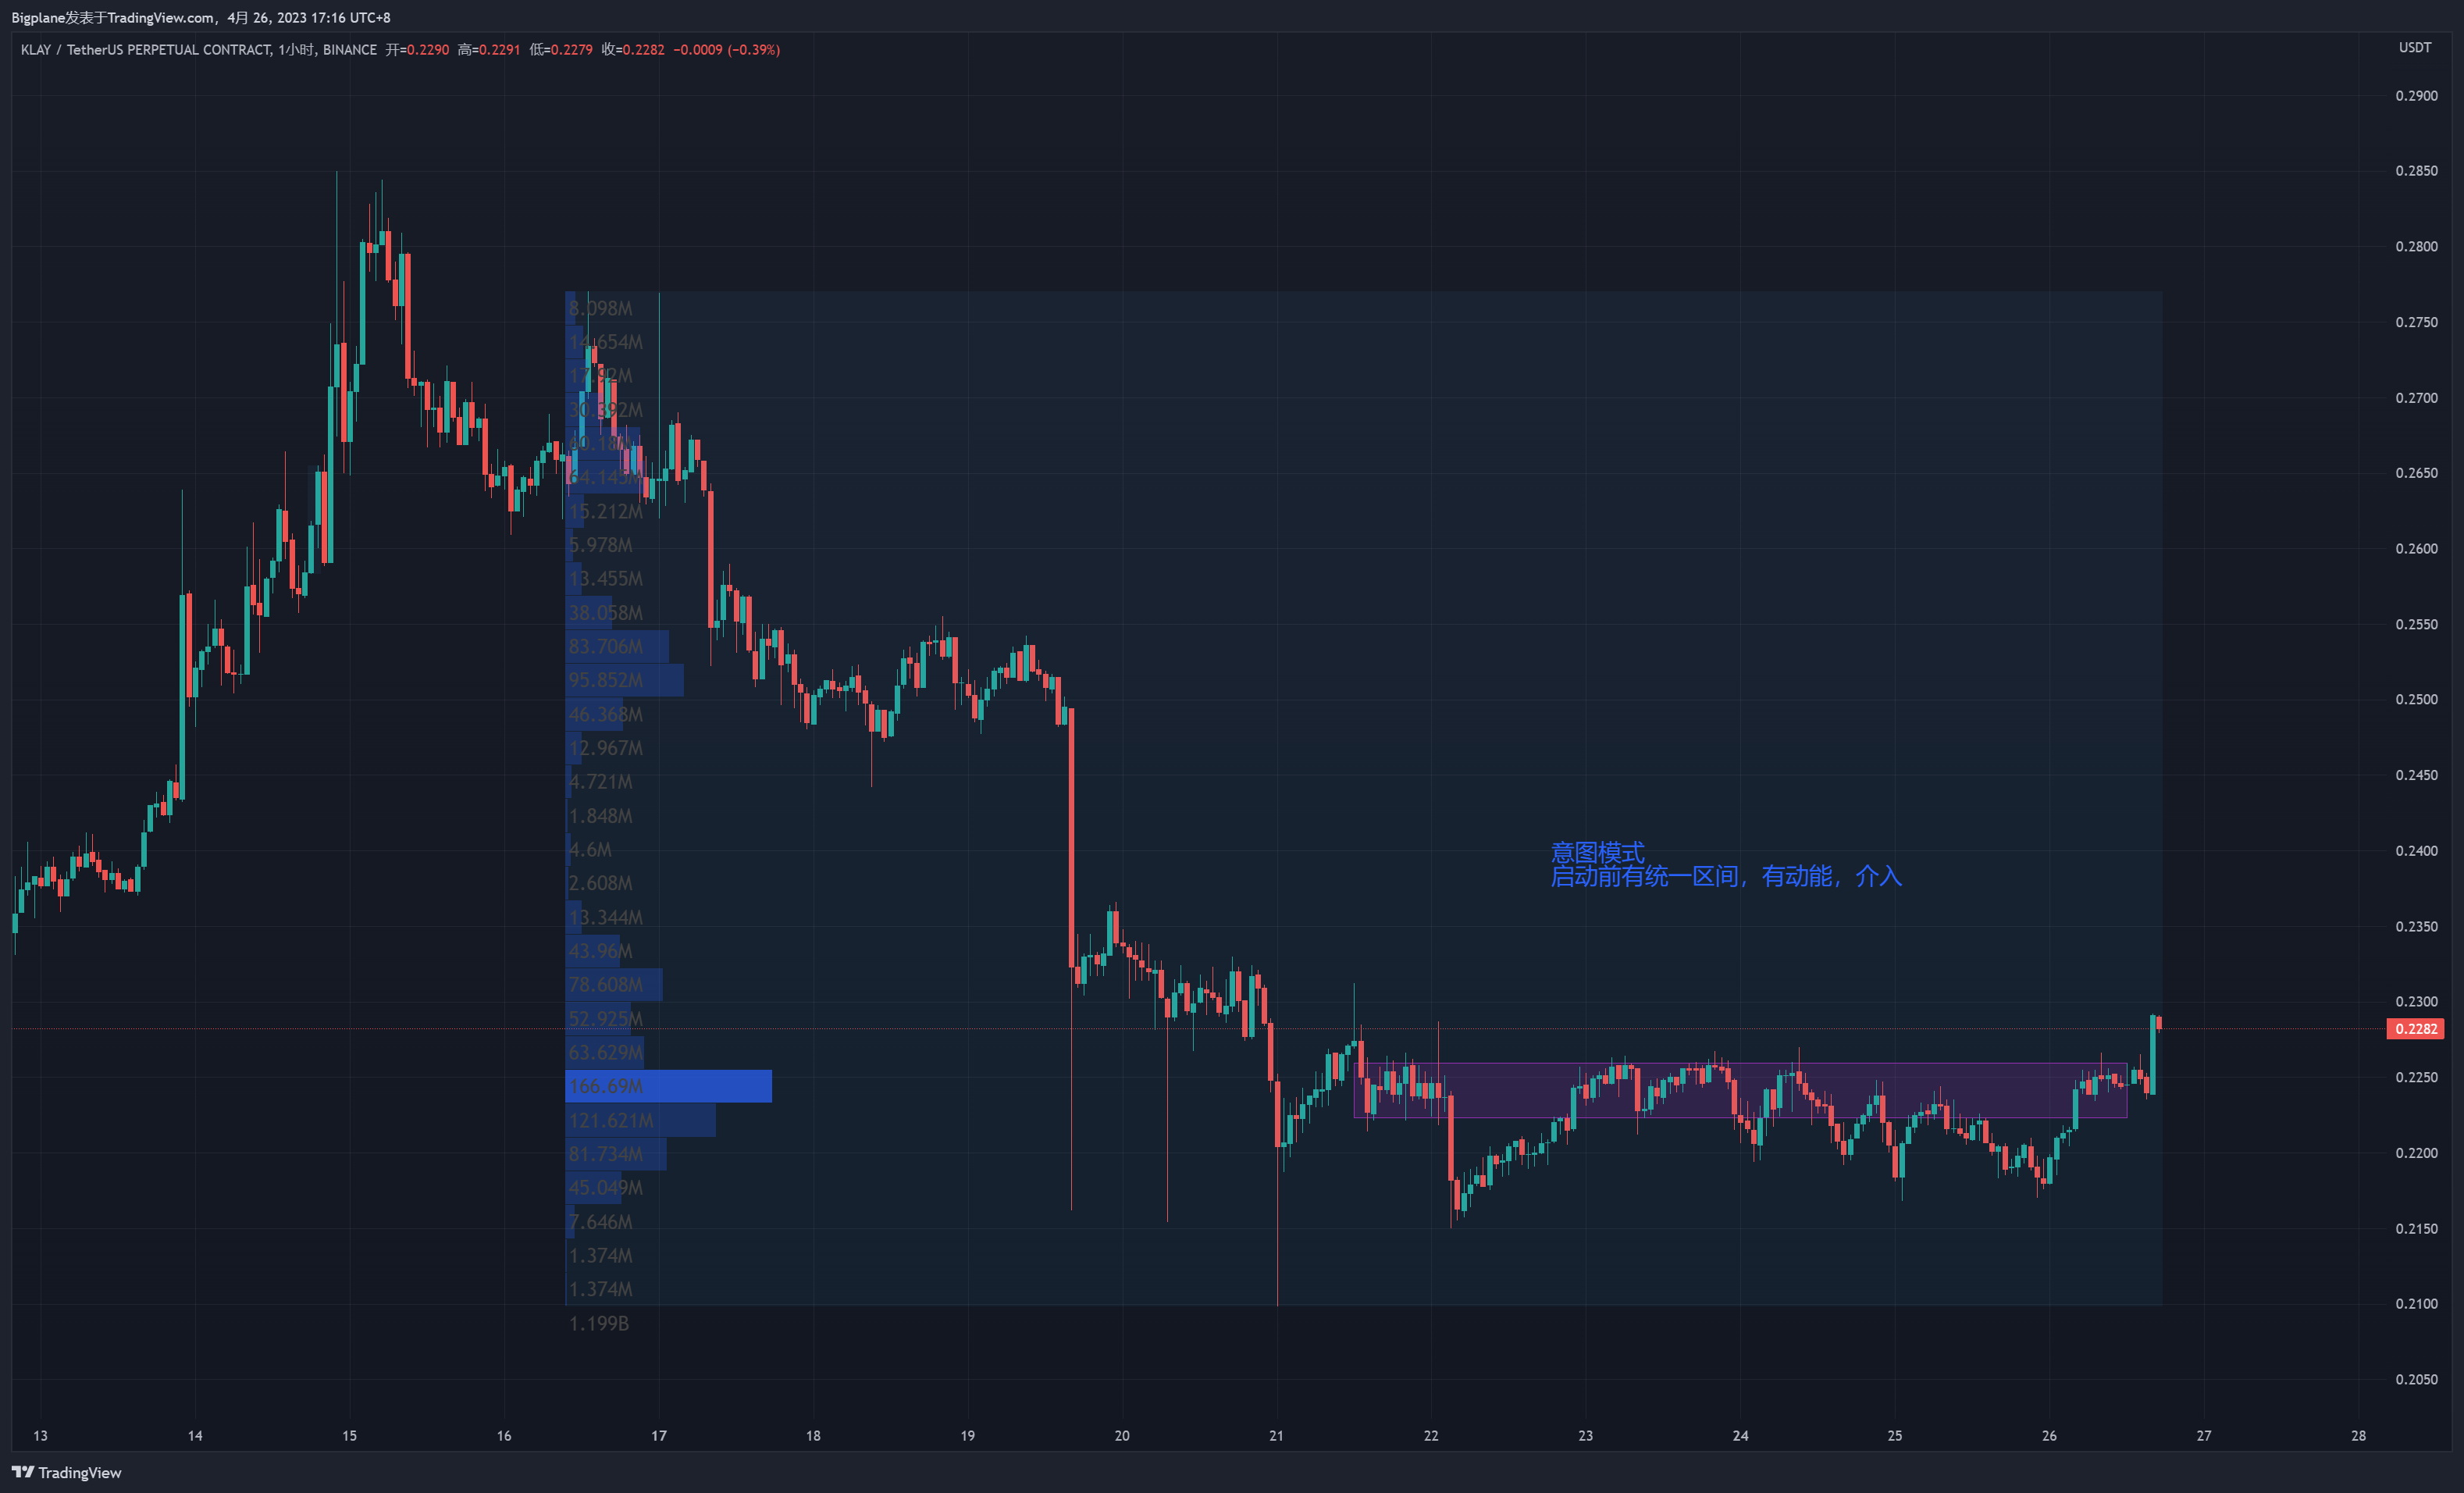 Bigplane发表于TradingView.com，4月 26, 2023 17:16 UTC+8
KLAY / TetherUS PERPETUAL CONTRACT, 1小时, BINANCE 开=0.2290 高=0.2291 低=0.2279 收=0.2282 −0.0009 (−0.39%)
USDT
0.2900
0.2850
0.2800
0.2750
0.2700
0.2650
0.2600
0.2550
0.2500
0.2450
0.2400
0.2350
0.2300
0.2282
0.2250
0.2200
0.2150
0.2100
0.2050
8.098M
14.654M
17.92M
30.392M
60.18M
64.145M
15.212M
5.978M
13.455M
38.058M
83.706M
95.852M
46.368M
12.967M
4.721M
1.848M
4.6M
2.608M
13.344M
43.96M
78.608M
52.925M
63.629M
166.69M
121.621M
81.734M
45.049M
7.646M
1.374M
1.374M
1.199B
意图模式
启动前有统一区间，有动能，介入
13 14 15 16 17 18 19 20 21 22 23 24 25 26 27 28
TradingView